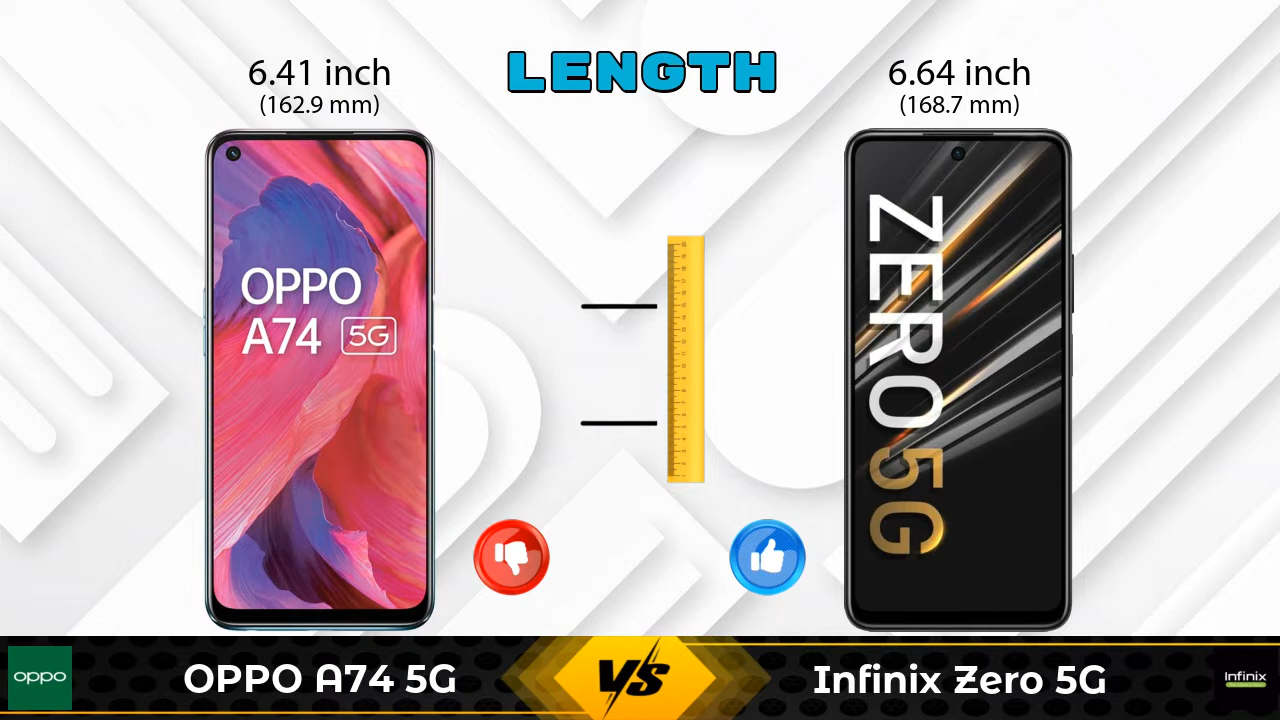 LENGTH
6.41 inch
(162.9 mm)
6.64 inch
(168.7 mm)
OPPO
A74 5G
ZERO 5G
oppo
OPPO A74 5G
VS
Infinix Zero 5G
Infinix